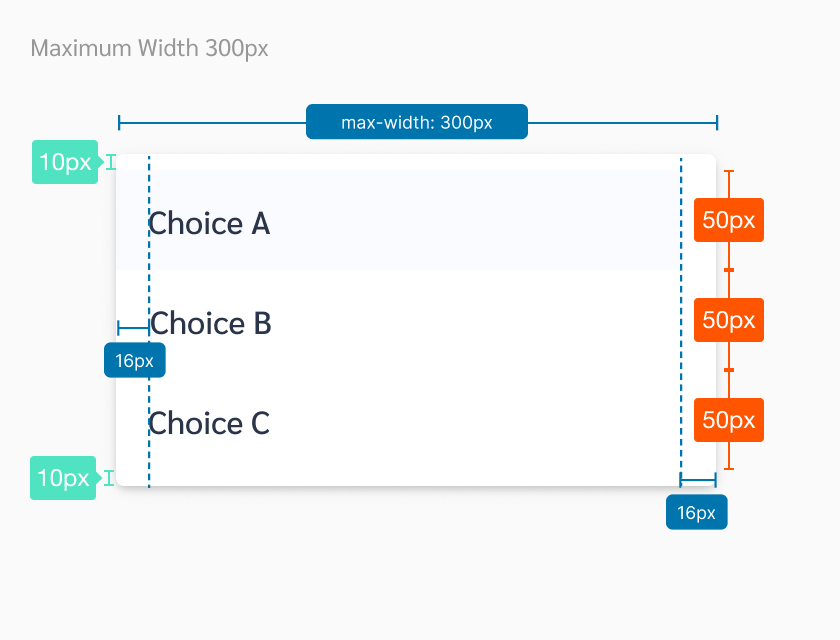 Maximum Width 300px
max-width: 300px
10px
Choice A
50px
Choice B
50px
16px
Choice C
50px
10px
16px